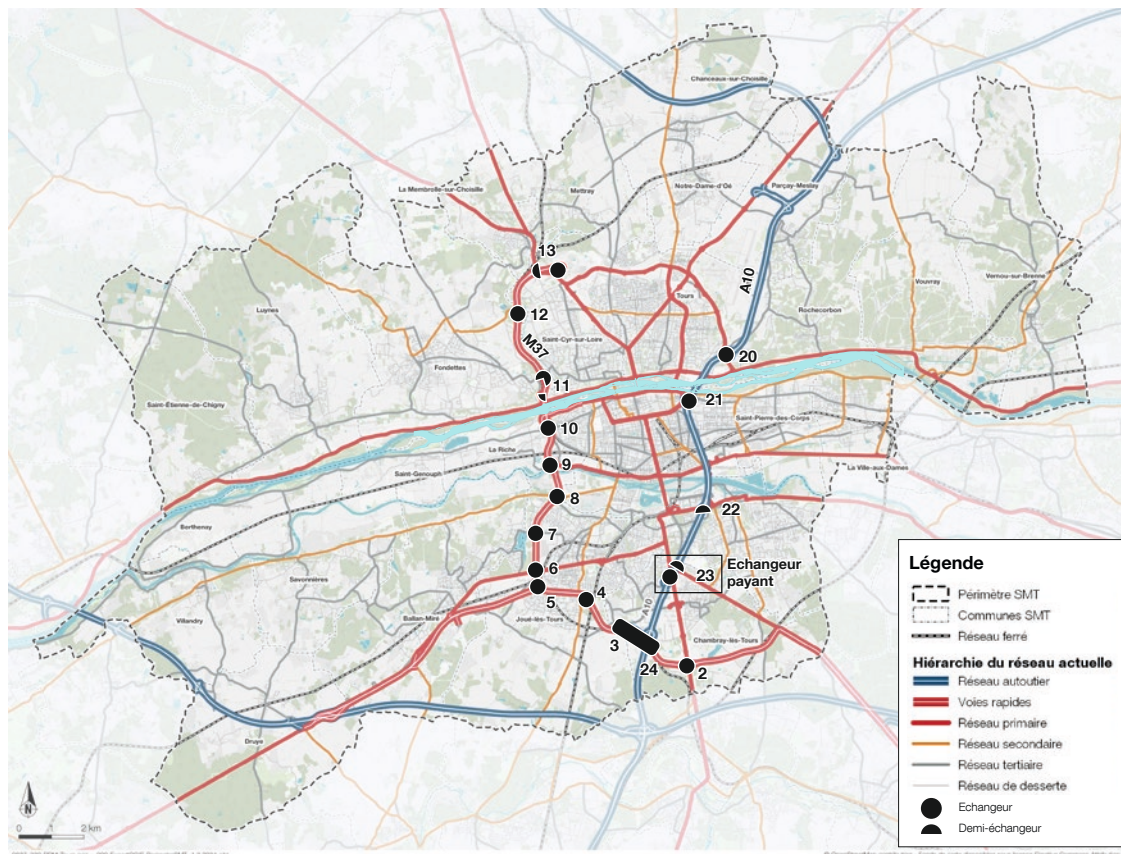 Chanceaux-sur-Choisille
La Membrolle-sur-Choisille
Mettray
Notre-Dame-d'Oé
Parçay-Meslay
13
A10
Vouvray
Vernou-sur-Brenne
Luynes
12
Tours
Rochecorbon
M37
Saint-Cyr-sur-Loire
20
Fondettes
11
Saint-Étienne-de-Chigny
21
Saint-Pierre-des-Corps
10
La Riche
9
Saint-Genouph
La Ville-aux-Dames
8
22
Berthenay
7
Echangeur
payant
6
23
Savonnières
5
4
A10
Villandry
Ballan-Miré
Joué-lès-Tours
3
Chambray-lès-Tours
24
2
Druye
N
0
2 km
Légende
Périmètre SMT
Communes SMT
Réseau ferré
Hiérarchie du réseau actuelle
Réseau autoutier
Voies rapides
Réseau primaire
Réseau secondaire
Réseau tertiaire
Réseau de desserte
Echangeur
Demi-échangeur